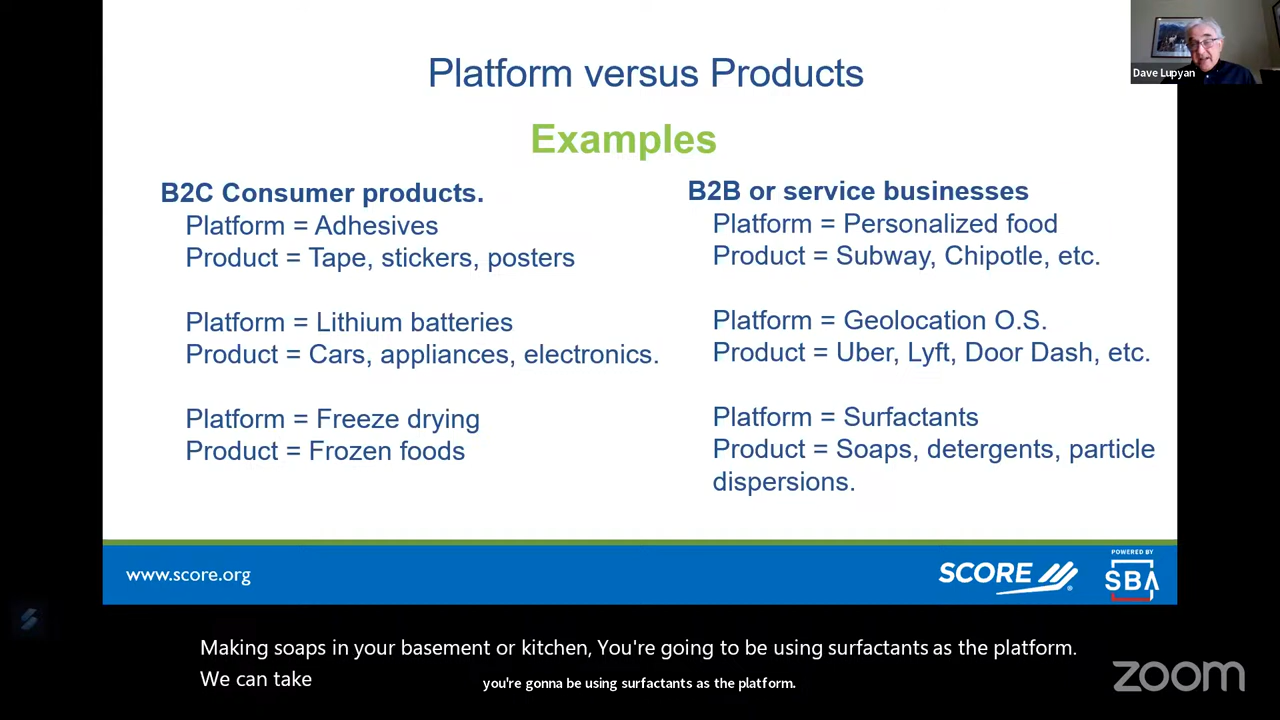 Platform versus Products
Dave Lupyan
Examples
B2C Consumer products.
Platform = Adhesives
Product = Tape, stickers, posters
Platform = Lithium batteries
Product = Cars, appliances, electronics.
Platform = Freeze drying
Product = Frozen foods
B2B or service businesses
Platform = Personalized food
Product = Subway, Chipotle, etc.
Platform = Geolocation O.S.
Product = Uber, Lyft, Door Dash, etc.
Platform = Surfactants
Product = Soaps, detergents, particle
dispersions.
www.score.org
SCORE
POWERED BY
SBA
Making soaps in your basement or kitchen, You're going to be using surfactants as the platform.
We can take
you're gonna be using surfactants as the platform.
zoom